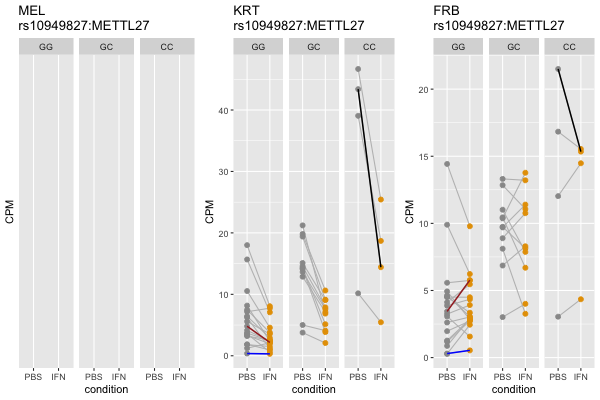 MEL
rs10949827:METTL27
GG GC CC
CPM
PBS IFN PBS IFN PBS IFN
condition
KRT
rs10949827:METTL27
GG GC CC
CPM
40
30
20
10
0
PBS IFN PBS IFN PBS IFN
condition
FRB
rs10949827:METTL27
GG GC CC
CPM
20
15
10
5
0
PBS IFN PBS IFN PBS IFN
condition